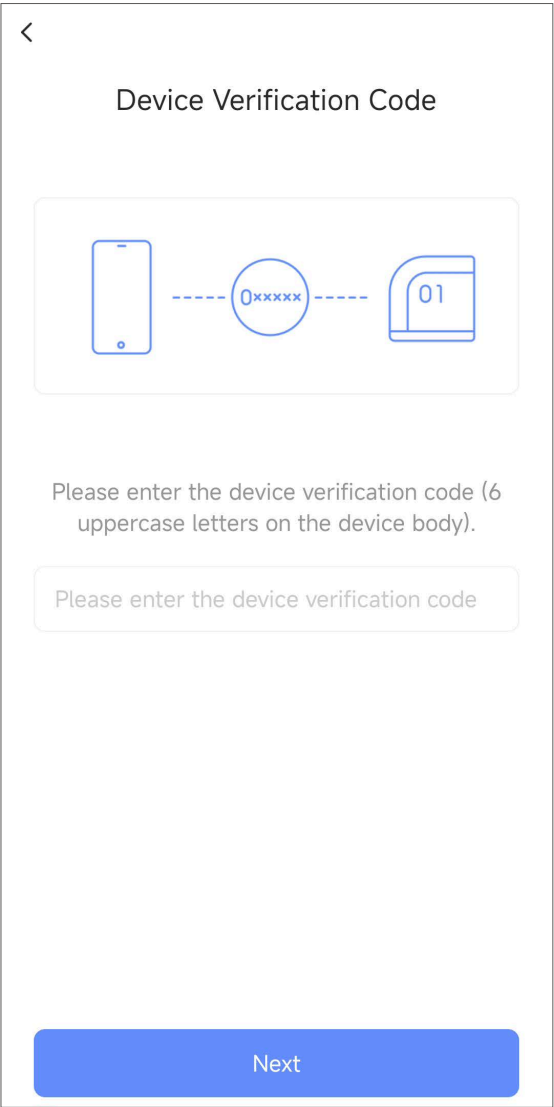 Device Verification Code
0×××××
01
Please enter the device verification code (6
uppercase letters on the device body).
Please enter the device verification code
Next